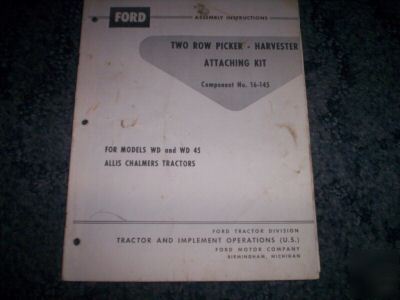 FORD
ASSEMBLY INSTRUCTIONS
TWO ROW PICKER - HARVESTER
ATTACHING KIT
Component No. 16-145
FOR MODELS WD and WD 45
ALLIS CHALMERS TRACTORS
FORD TRACTOR DIVISION
TRACTOR AND IMPLEMENT OPERATIONS (U.S.)
FORD MOTOR COMPANY
BIRMINGHAM, MICHIGAN